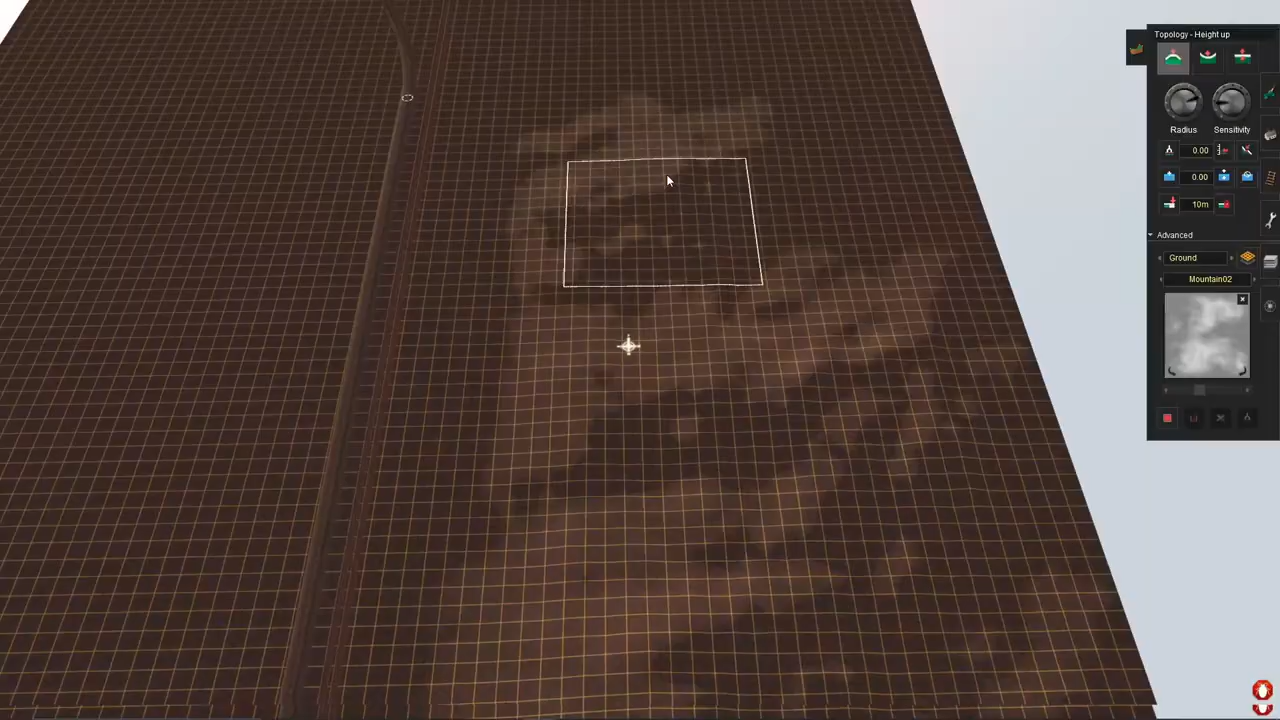 Topology - Height up
Radius Sensitivity
0.00
0.00
10m
Advanced
Ground
Mountain02